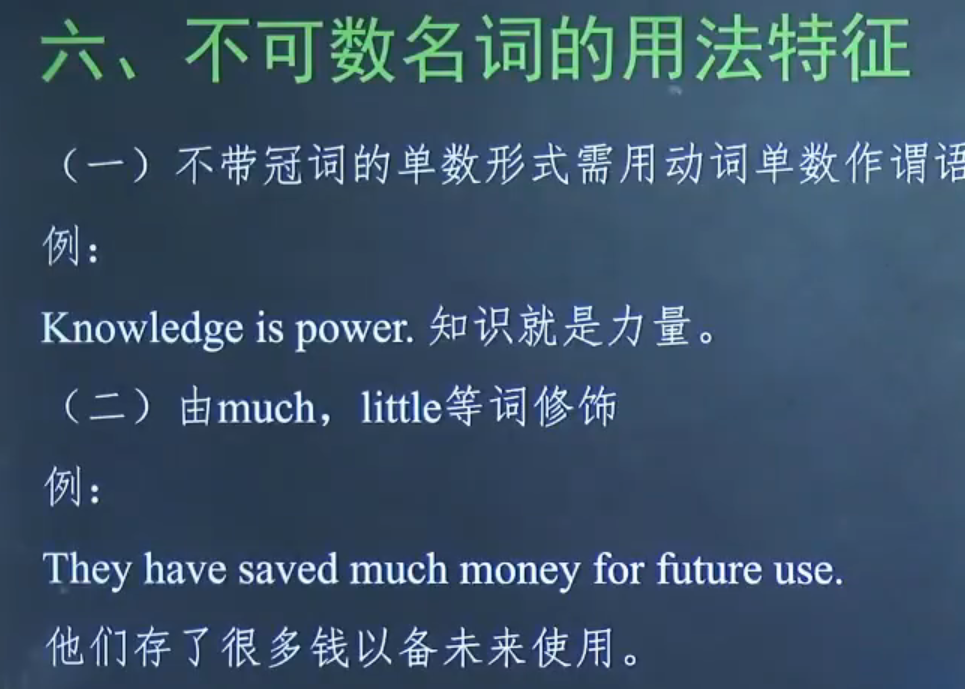 六、不可数名词的用法特征
（一）不带冠词的单数形式需用动词单数作谓语
例：
Knowledge is power. 知识就是力量。
（二）由much，little等词修饰
例：
They have saved much money for future use.
他们存了很多钱以备未来使用。